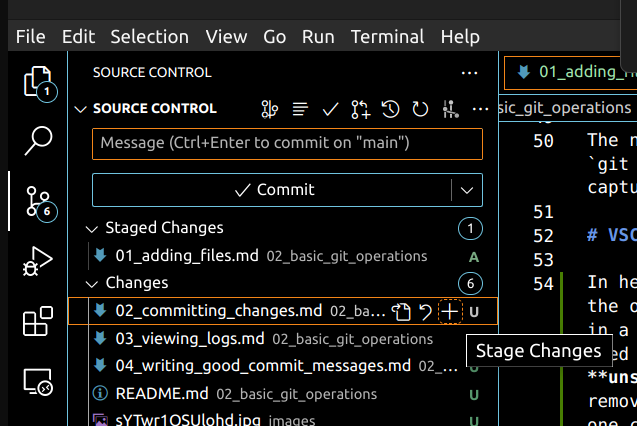 File Edit Selection View Go Run Terminal Help
SOURCE CONTROL
SOURCE CONTROL
Message (Ctrl+Enter to commit on "main")
Commit
Staged Changes 1
01_adding_files.md 02_basic_git_operations A
Changes 6
02_committing_changes.md 02_ba... U
03_viewing_logs.md 02_basic_git_operations
04_writing_good_commit_messages.md 02_... U
README.md 02_basic_git_operations U
sYTwr1QSUlohd.jpg images
Stage Changes
1
6
01_adding_fi
sic_git_operations
50 The n
`git
captu
51
52 # VSC
53
54 In he
the o
in a
**uns
remov
one c